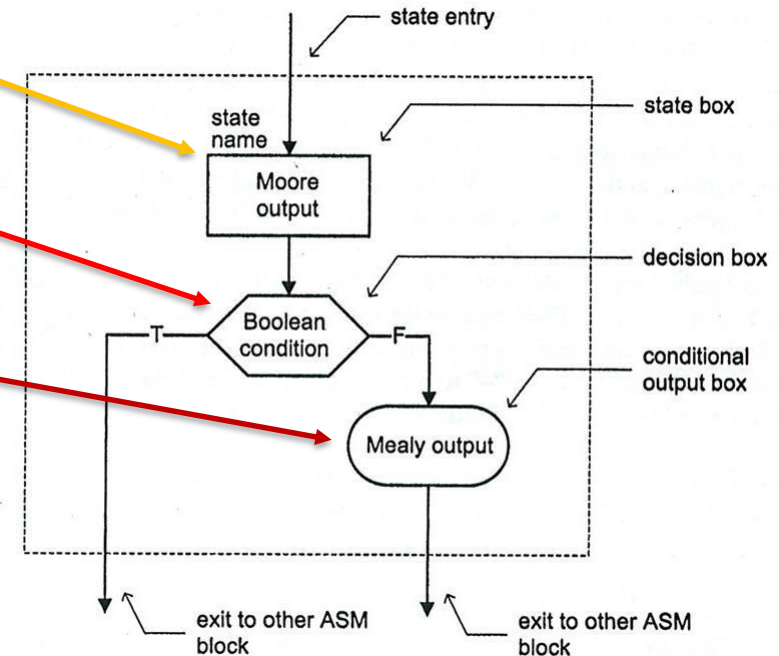 state entry
state box
state
name
Moore
output
decision box
Boolean
condition
T
F
conditional
output box
Mealy output
exit to other ASM
block
exit to other ASM
block